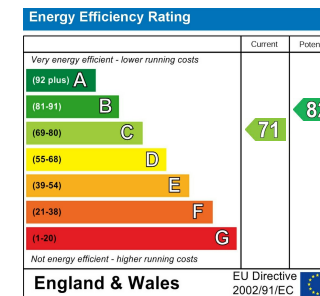 Energy Efficiency Rating
Current
Very energy efficient - lower running costs
(92 plus) A
(81-91) B
(69-80) C
71
(55-68) D
(39-54) E
(21-38) F
(1-20) G
Not energy efficient - higher running costs
England & Wales
EU Directive
2002/91/EC